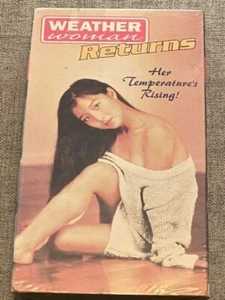 WEATHER
woman
Returns
Her
Temperature's
Rising!